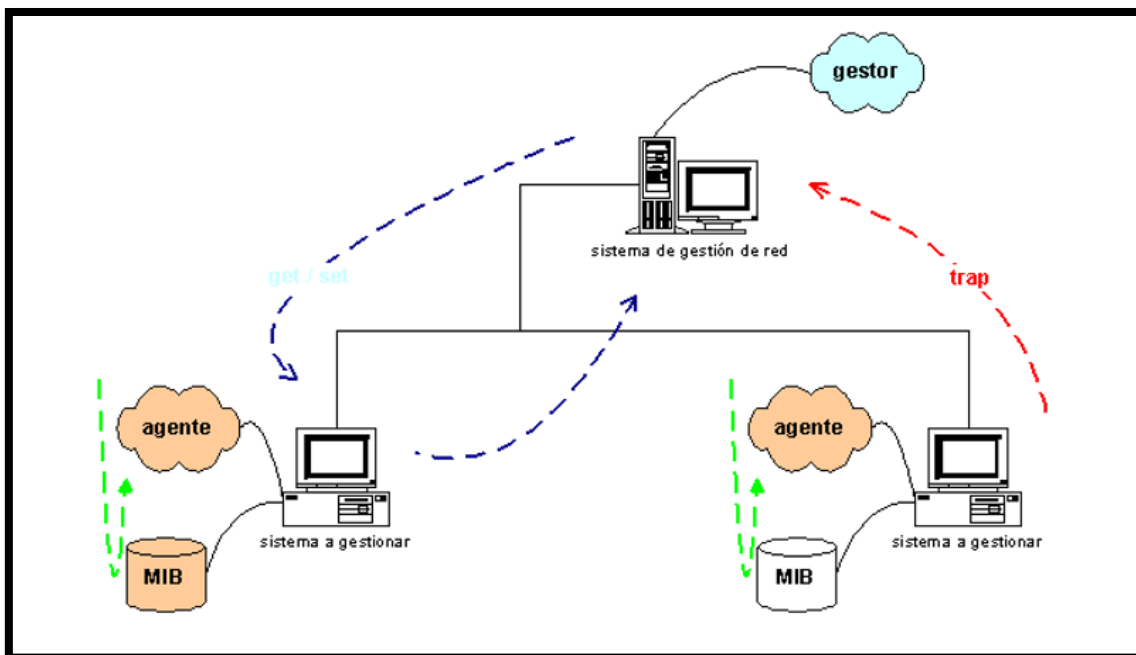 gestor
sistema de gestión de red
get / set
trap
agente
agente
sistema a gestionar
sistema a gestionar
MIB
MIB